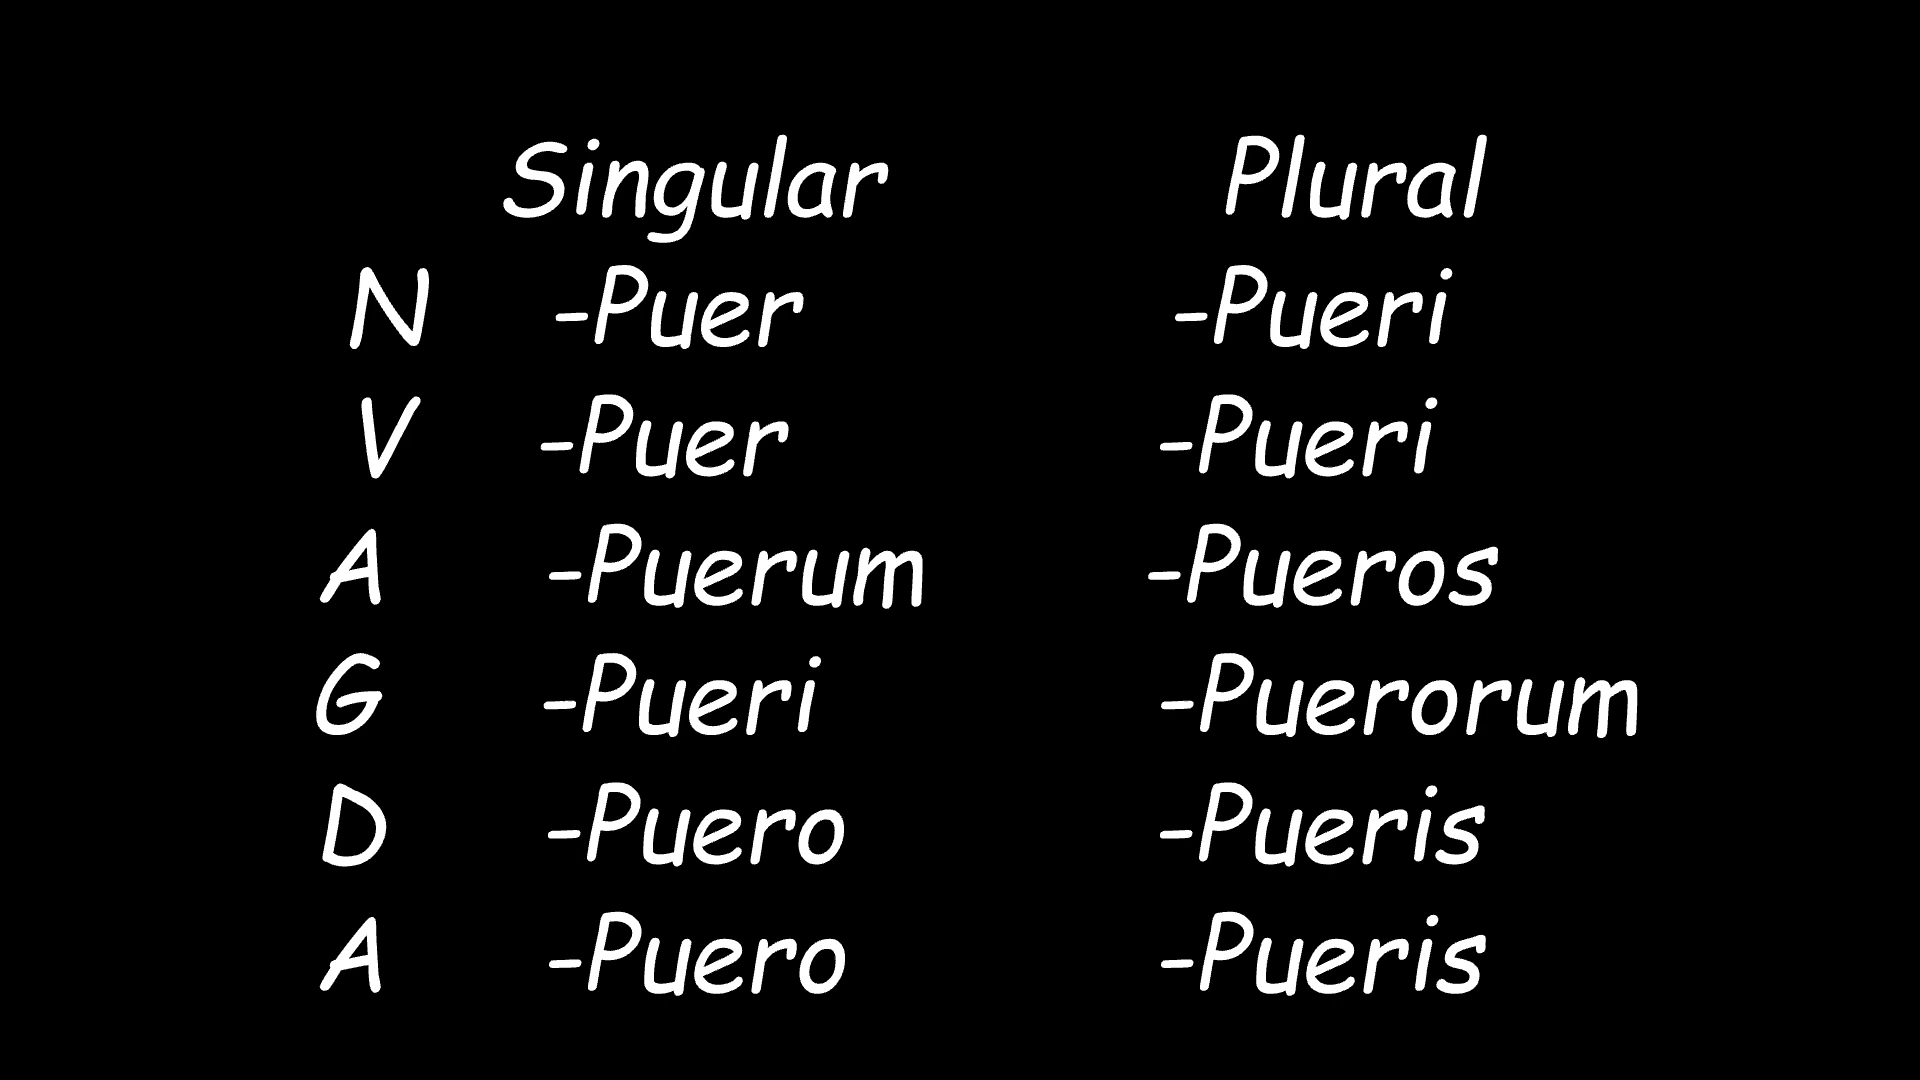 Singular Plural
N -Puer -Pueri
V -Puer -Pueri
A -Puerum -Pueros
G -Pueri -Puerorum
D -Puero -Pueris
A -Puero -Pueris